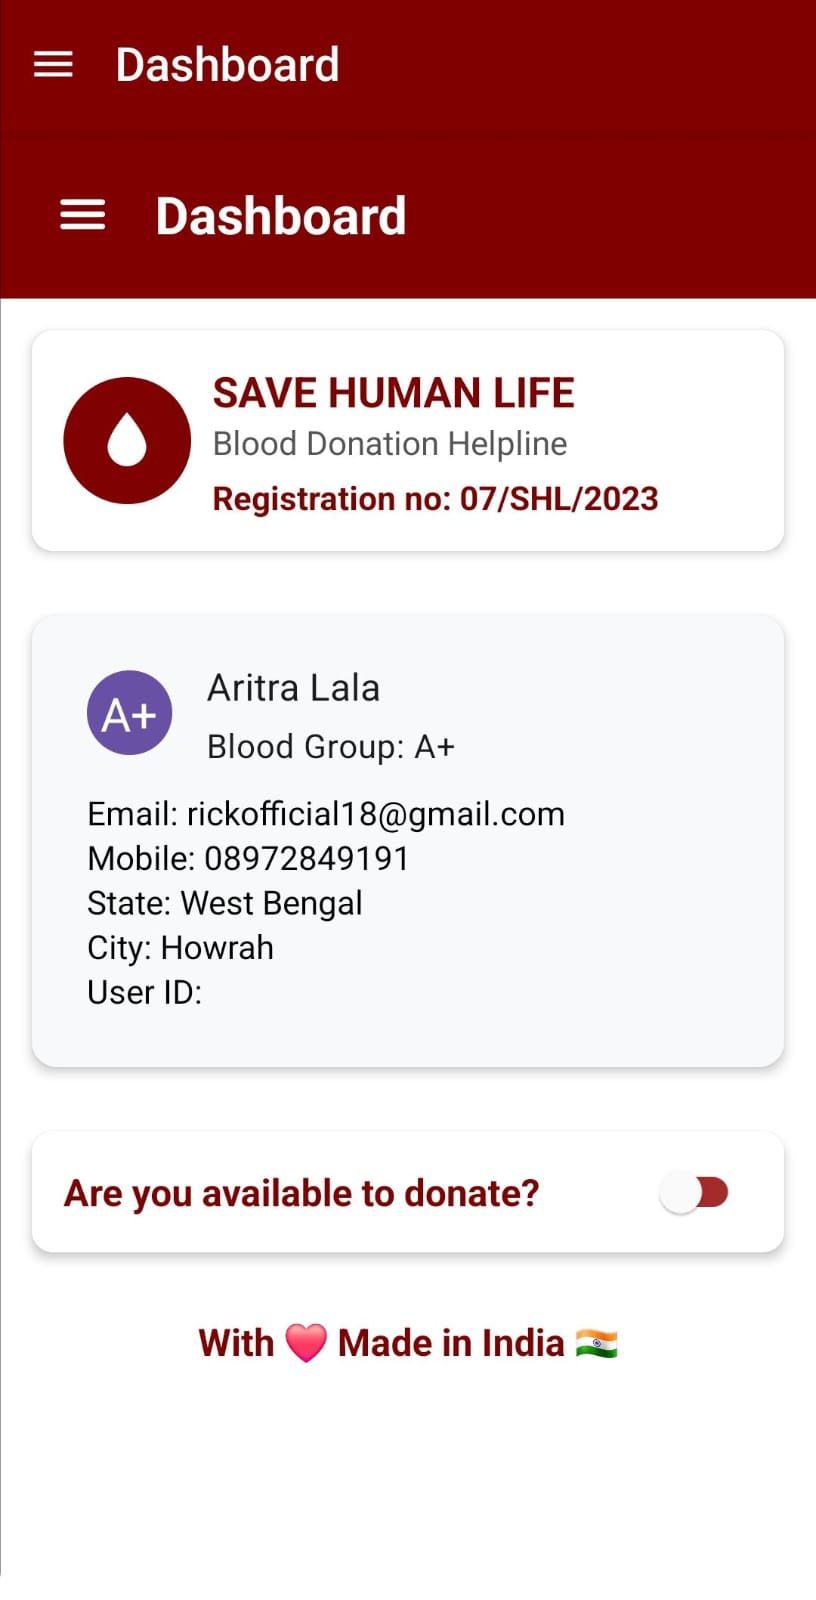 Dashboard
Dashboard
SAVE HUMAN LIFE
Blood Donation Helpline
Registration no: 07/SHL/2023
A+
Aritra Lala
Blood Group: A+
Email: rickofficial18@gmail.com
Mobile: 08972849191
State: West Bengal
City: Howrah
User ID:
Are you available to donate?
With ❤️ Made in India 🇮🇳